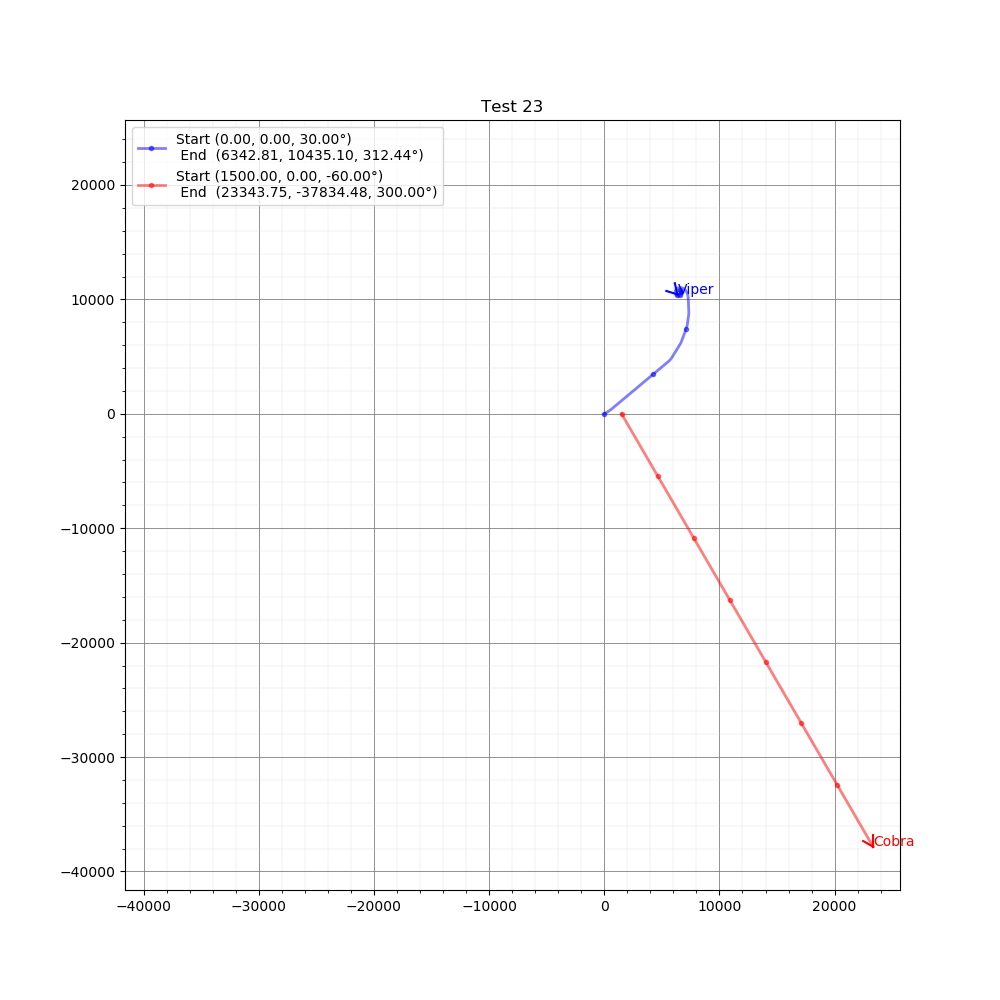 Test 23
Start (0.00, 0.00, 30.00°)
End  (6342.81, 10435.10, 312.44°)
Start (1500.00, 0.00, -60.00°)
End  (23343.75, -37834.48, 300.00°)
20000
10000
0
−10000
−20000
−30000
−40000
Viper
Cobra
−40000 −30000 −20000 −10000 0 10000 20000